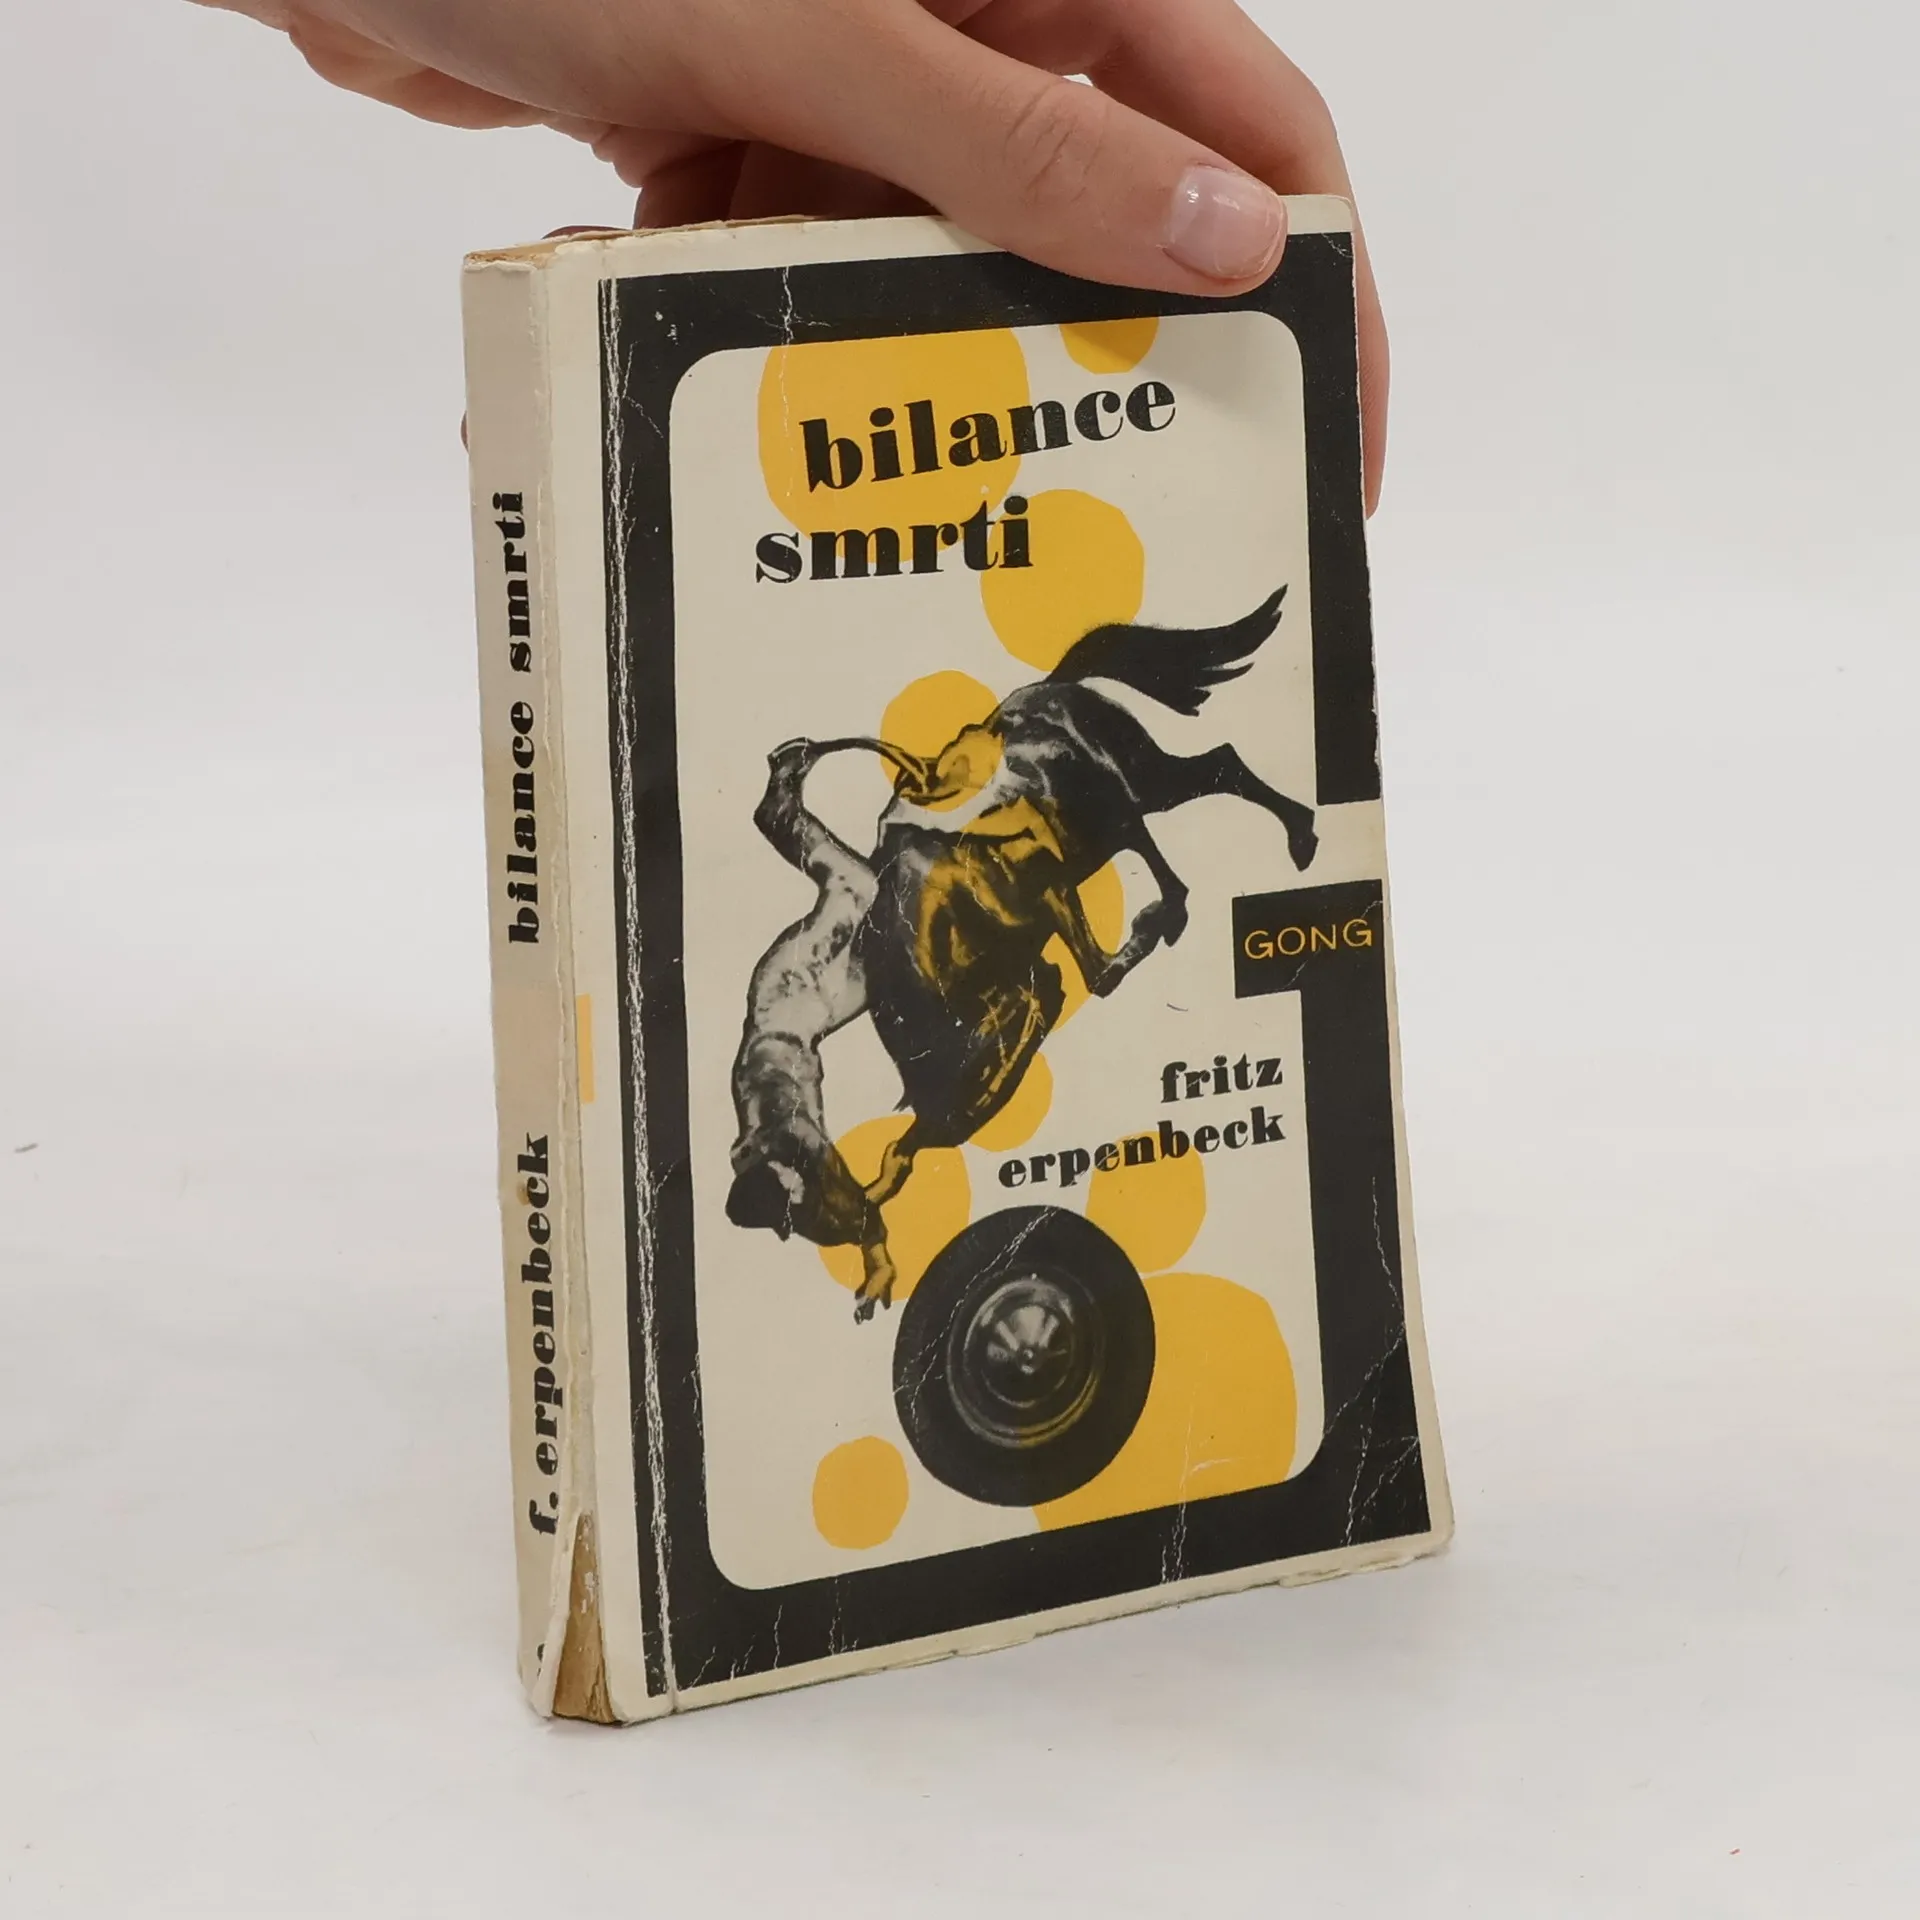 bilance
smrti
GONG
fritz
erpenbeck
f. erpenbeck bilance smrti